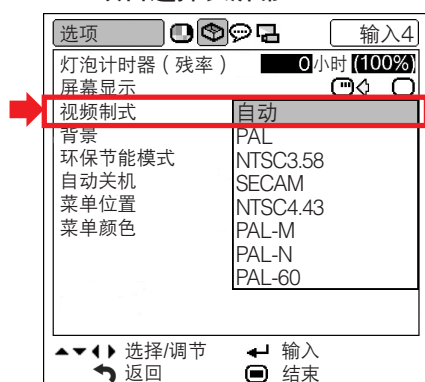 选项 输入4
灯泡计时器（残率） 0小时(100%)
屏幕显示
视频制式 自动
背景 PAL
环保节能模式 NTSC3.58
自动关机 SECAM
菜单位置 NTSC4.43
菜单颜色 PAL-M
PAL-N
PAL-60
选择/调节 输入
返回 结束